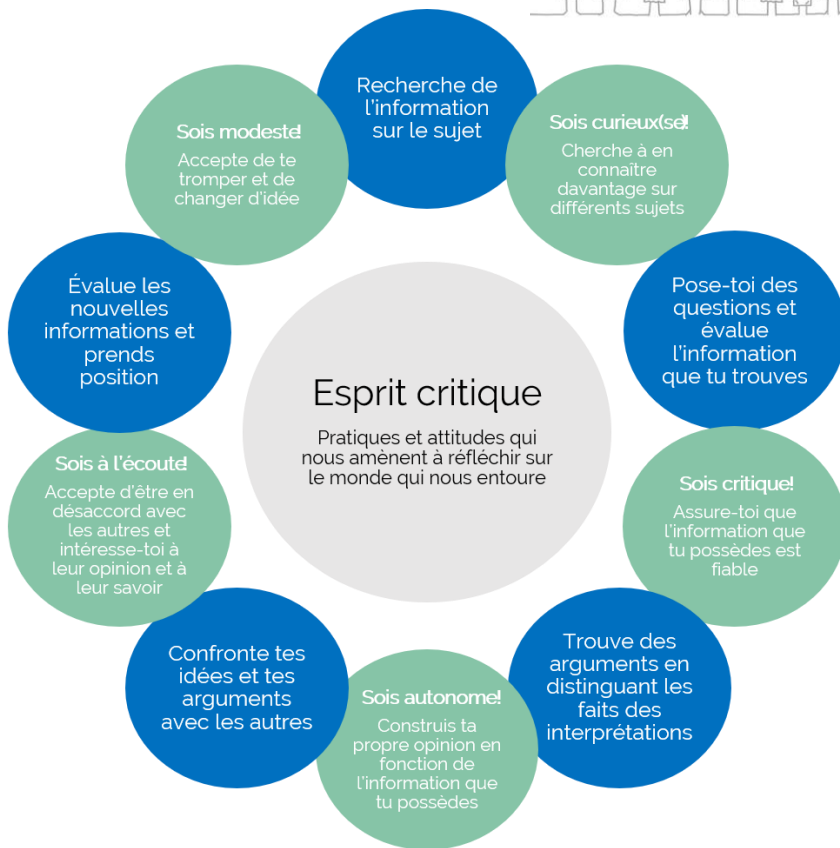 Recherche de
l'information
sur le sujet
Sois curieux(se)!
Cherche à en
connaître
davantage sur
différents sujets
Pose-toi des
questions et
évalue
l'information
que tu trouves
Sois critique!
Assure-toi que
l'information que
tu possèdes est
fiable
Trouve des
arguments en
distinguant les
faits des
interprétations
Sois autonome!
Construis ta
propre opinion en
fonction de
l'information que
tu possèdes
Confronte tes
idées et tes
arguments
avec les autres
Sois à l'écoute!
Accepte d'être en
désaccord avec
les autres et
intéresse-toi à
leur opinion et à
leur savoir
Évalue les
nouvelles
informations et
prends
position
Sois modeste!
Accepte de te
tromper et de
changer d'idée
Esprit critique
Pratiques et attitudes qui
nous amènent à réfléchir sur
le monde qui nous entoure